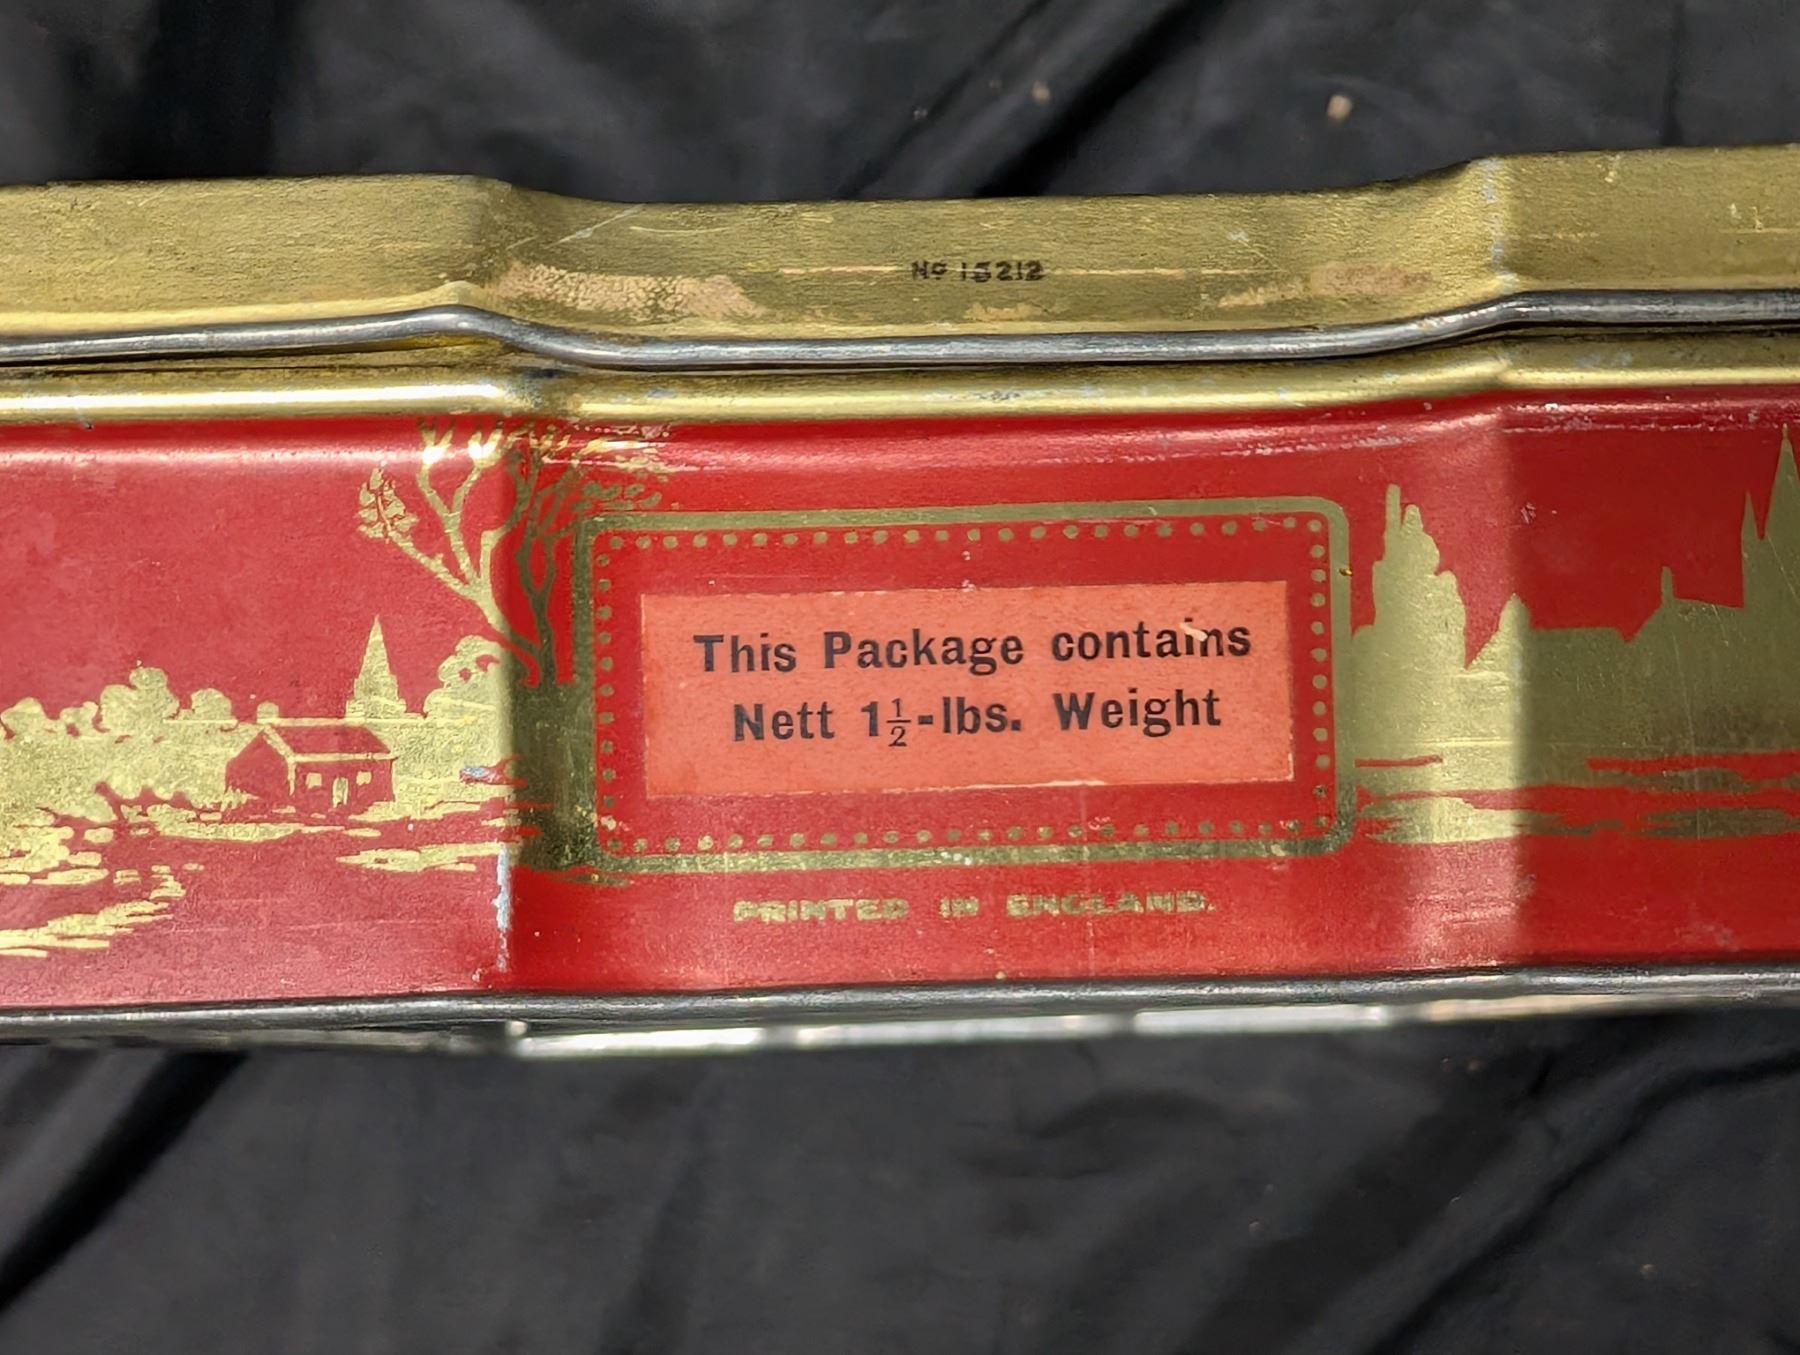 Nº 15212
This Package contains
Nett 1½-lbs. Weight
PRINTED IN ENGLAND.